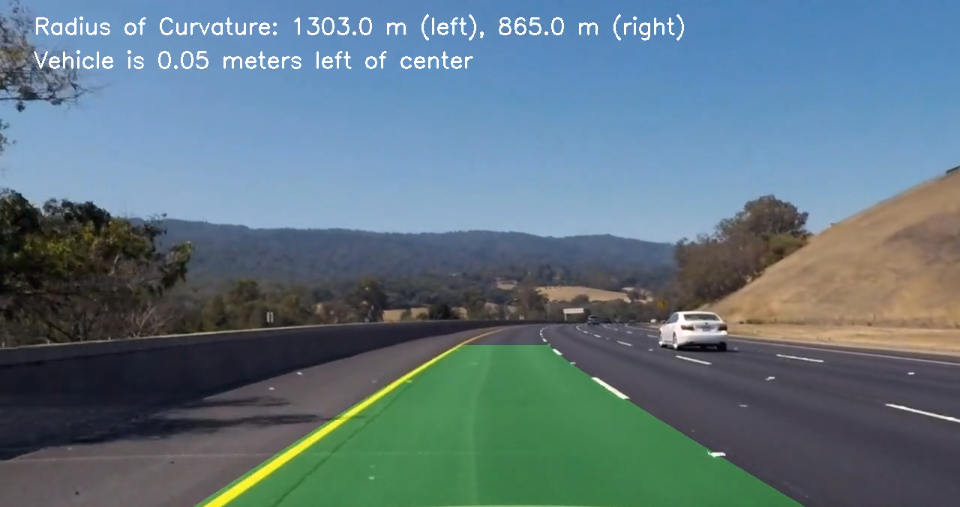 Radius of Curvature: 1303.0 m (left), 865.0 m (right)
Vehicle is 0.05 meters left of center